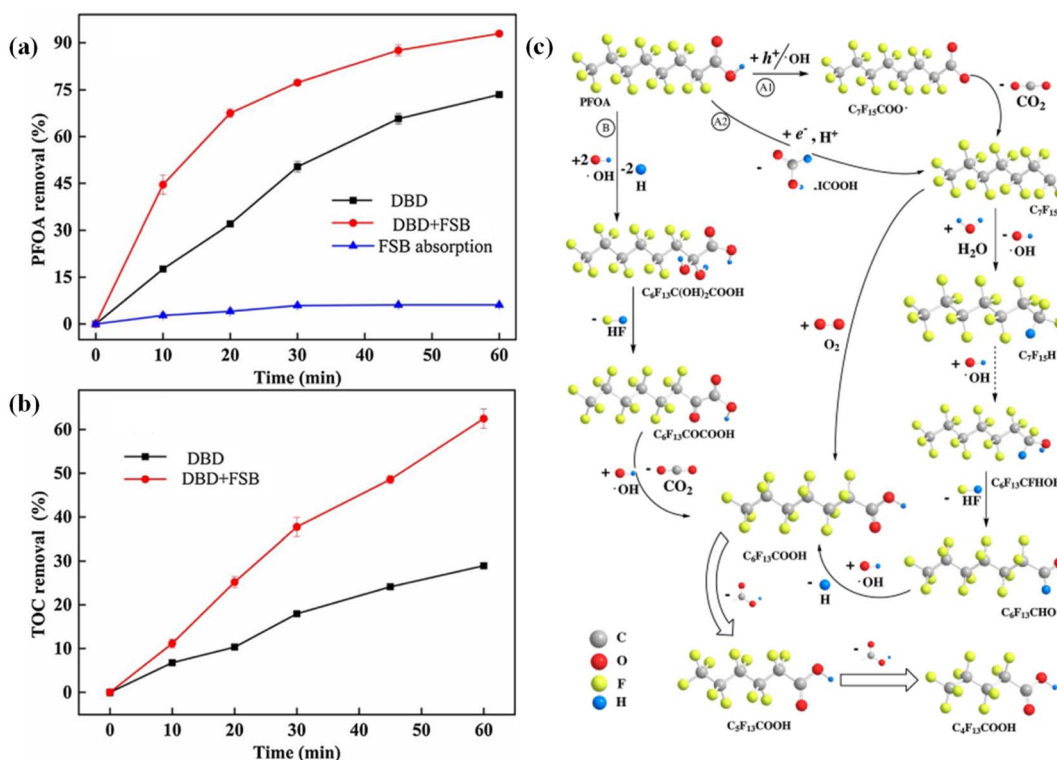 (a)
PFOA removal (%)
90
75
60
45
30
15
0
DBD
DBD+FSB
FSB absorption
0 10 20 30 40 50 60
Time (min)
(b)
TOC removal (%)
60
50
40
30
20
10
0
DBD
DBD+FSB
0 10 20 30 40 50 60
Time (min)
(c)
PFOA
+ h⁺/·OH
A1
C₇F₁₅COO·
- CO₂
B
A2
+ e⁻, H⁺
-
.ICOOH
+2 ·OH
-2 H
C₇F₁₅
+ H₂O
- ·OH
C₆F₁₃C(OH)₂COOH
- HF
+ O₂
C₇F₁₅H
+ ·OH
C₆F₁₃COCOOH
+ ·OH
- CO₂
C₆F₁₃CFHOH
- HF
C₆F₁₃COOH
- H
+ ·OH
C₆F₁₃CHO
-
C
O
F
H
-
C₅F₁₃COOH
C₄F₁₃COOH